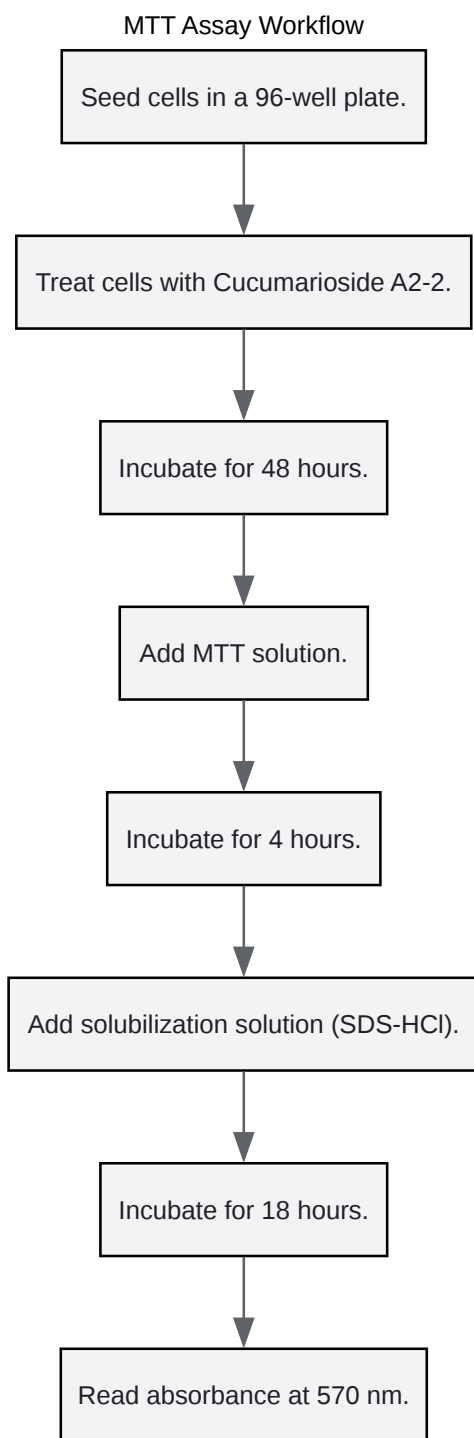 MTT Assay Workflow
Seed cells in a 96-well plate.
Treat cells with Cucumarioside A2-2.
Incubate for 48 hours.
Add MTT solution.
Incubate for 4 hours.
Add solubilization solution (SDS-HCl).
Incubate for 18 hours.
Read absorbance at 570 nm.